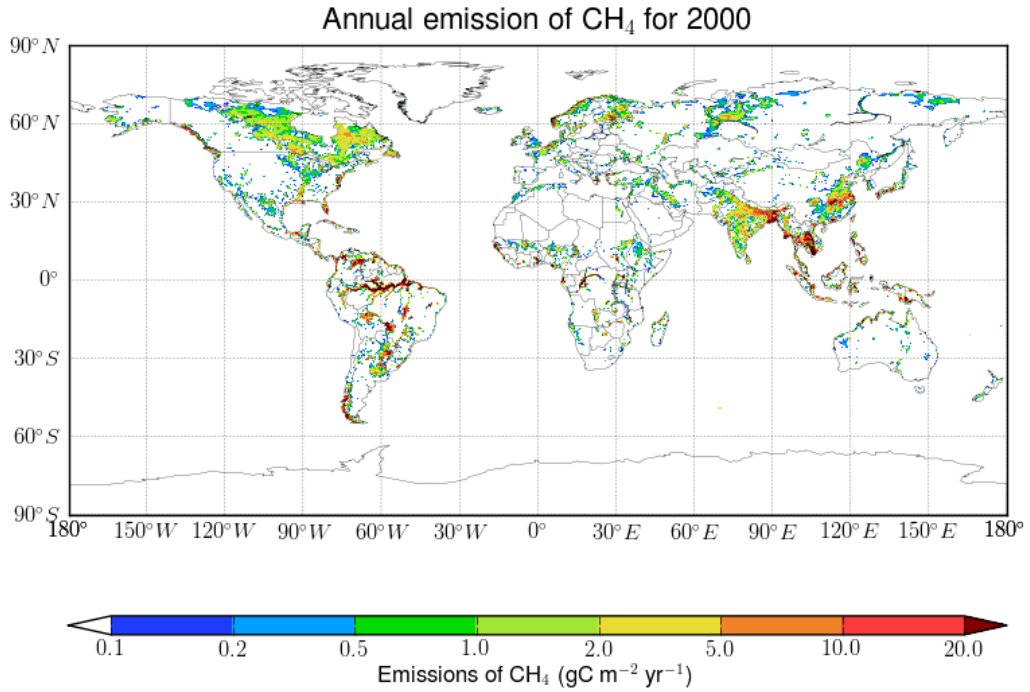 Annual emission of CH₄ for 2000
90°N
60°N
30°N
0°
30°S
60°S
90°S
180° 150°W 120°W 90°W 60°W 30°W 0° 30°E 60°E 90°E 120°E 150°E 180°
0.1 0.2 0.5 1.0 2.0 5.0 10.0 20.0
Emissions of CH₄ (gC m⁻² yr⁻¹)